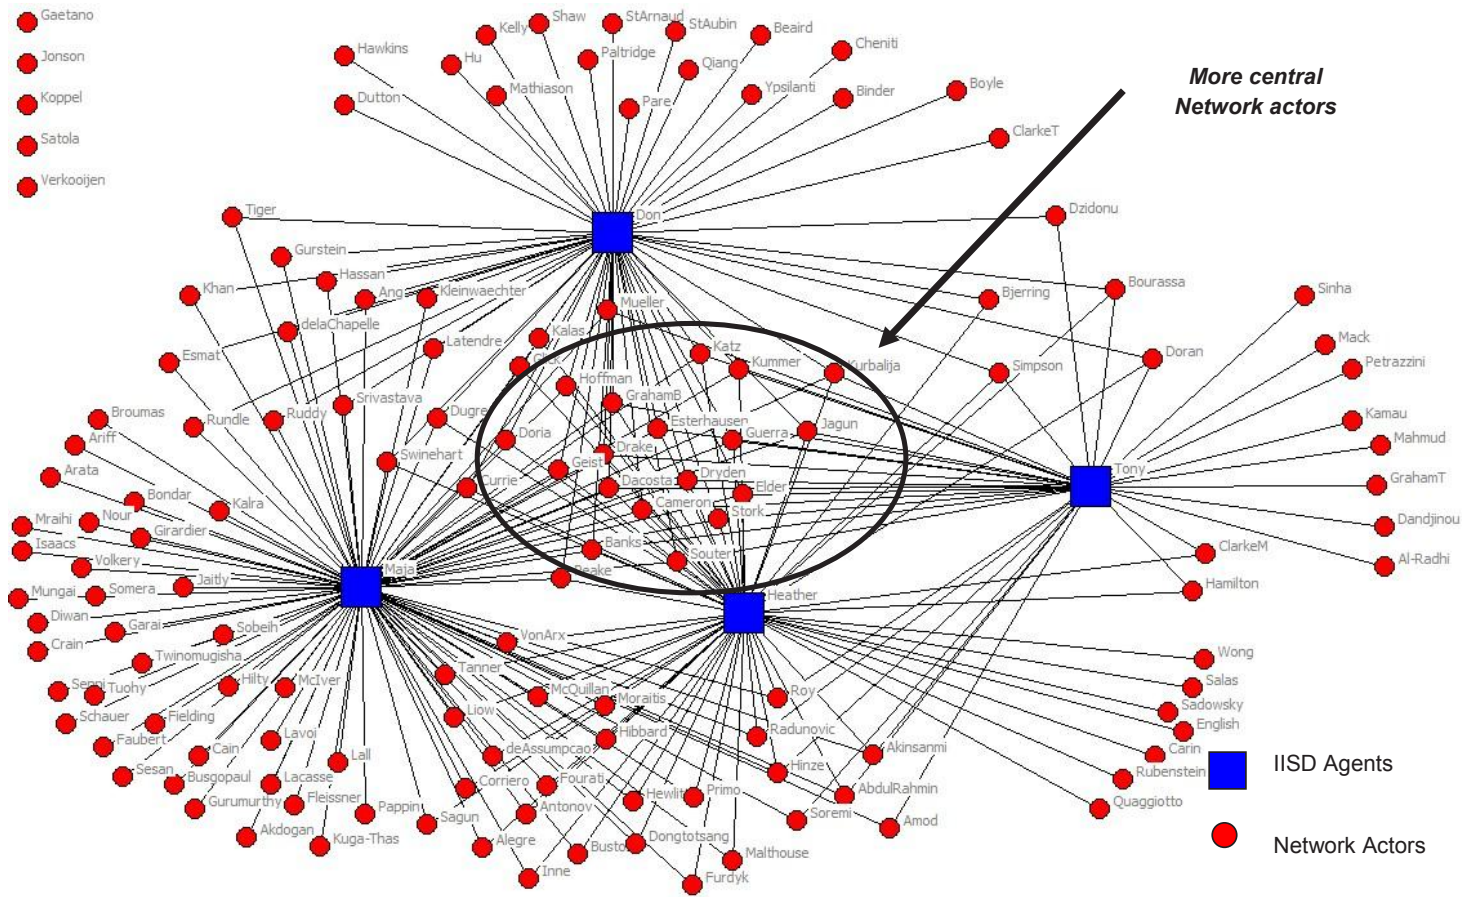 Gaetano
Jonson
Koppel
Satola
Verkooijen
Hawkins
Dutton
Hu
Kelly
Shaw
Mathiason
StArnaud
Paltridge
Pare
StAubin
Qiang
Beaird
Ypsilanti
Cheniti
Binder
Boyle
ClarkeT
More central
Network actors
Tiger
Don
Dzidonu
Gurstein
Hassan
Khan
Ang
Kleinwaechter
Mueller
Bjerring
Bourassa
Sinha
delaChapelle
Latendre
Kalas
Katz
Kummer
Kurbalija
Simpson
Doran
Mack
Petrazzini
Esmat
Hoffman
GrahamB
Srivastava
Dugre
Broumas
Rundle
Ruddy
Esterhausen
Guerra
Jagun
Kamau
Mahmud
Ariff
Swinehart
Doria
Drake
Geist
Dacosta
Dryden
Elder
Tony
GrahamT
Arata
Bondar
Kalra
Currie
Cameron
Stork
Dandjinou
Mraihi
Nour
Girardier
Isaacs
Volkery
Maja
Banks
Souter
Peake
ClarkeM
Al-Radhi
Mungai
Somera
Jaitly
Heather
Hamilton
Diwan
Garai
Sobeih
Crain
Twinomugisha
VonArx
Tanner
Wong
Tuohy
Hilty
McIver
McQuillan
Moraitis
Roy
Salas
Schauer
Fielding
Liow
Sadowsky
English
Faubert
Cain
Lavoi
Lall
deAssumpcao
Hibbard
Radunovic
Akinsanmi
Carin
Sesan
Busgopaul
Lacasse
Corriero
Fourati
Hinze
Rubenstein
IISD Agents
Gurumurthy
Fleissner
Pappin
Sagun
Antonov
Primo
AbdulRahmin
Quaggiotto
Akdogan
Kuga-Thas
Alegre
Dongtotsang
Soremi
Amod
Network Actors
Inne
Furdyk
Malthouse